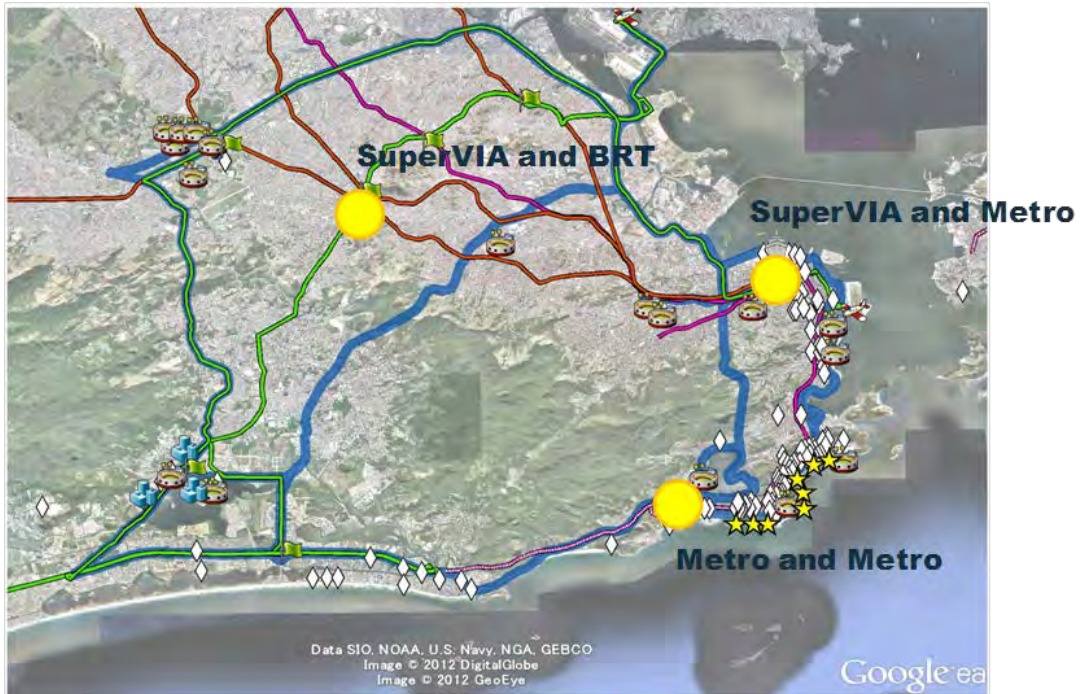 SuperVIA and BRT
SuperVIA and Metro
Metro and Metro
Data SIO, NOAA, U.S. Navy, NGA, GEBCO
Image © 2012 DigitalGlobe
Image © 2012 GeoEye
Google ea